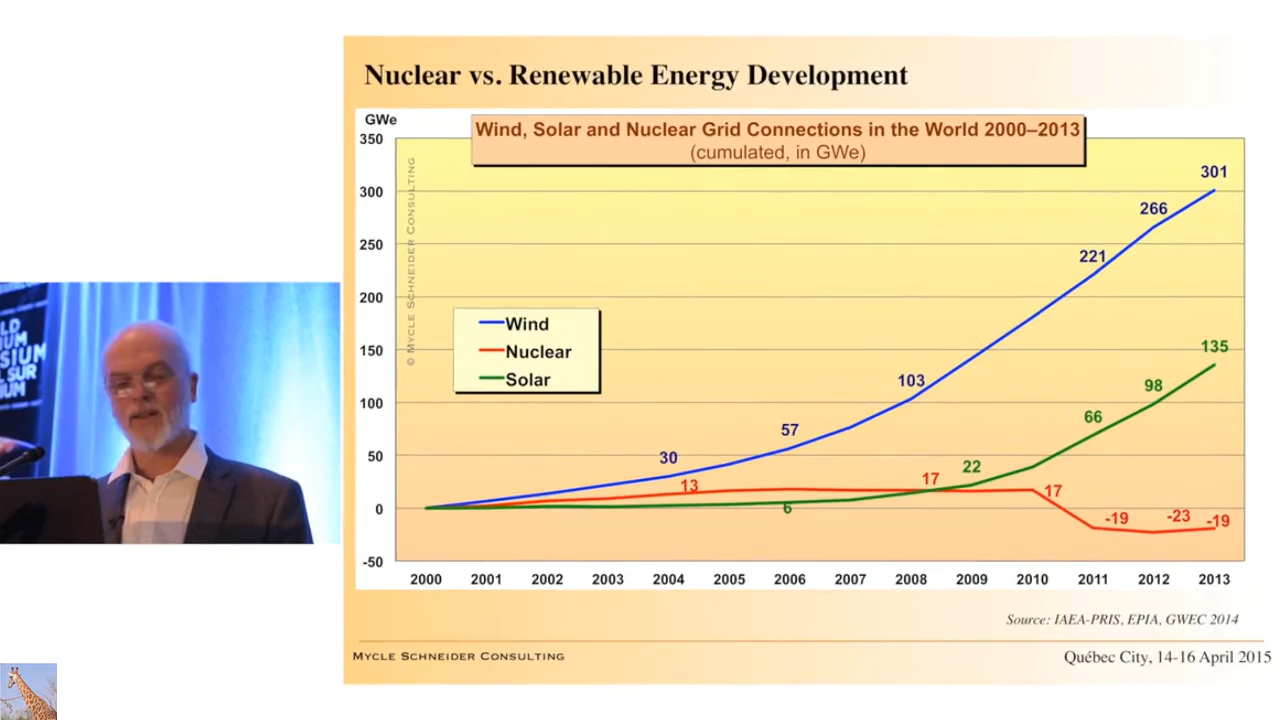 Nuclear vs. Renewable Energy Development
GWe
Wind, Solar and Nuclear Grid Connections in the World 2000–2013
(cumulated, in GWe)
© MYCLE SCHNEIDER CONSULTING
350
300
250
200
150
100
50
0
-50
Wind
Nuclear
Solar
301
266
221
103
57
30
135
98
66
22
6
13
17
17
-19
-23
-19
2000 2001 2002 2003 2004 2005 2006 2007 2008 2009 2010 2011 2012 2013
Source: IAEA-PRIS, EPIA, GWEC 2014
MYCLE SCHNEIDER CONSULTING
Québec City, 14-16 April 2015
SIUM
SUR